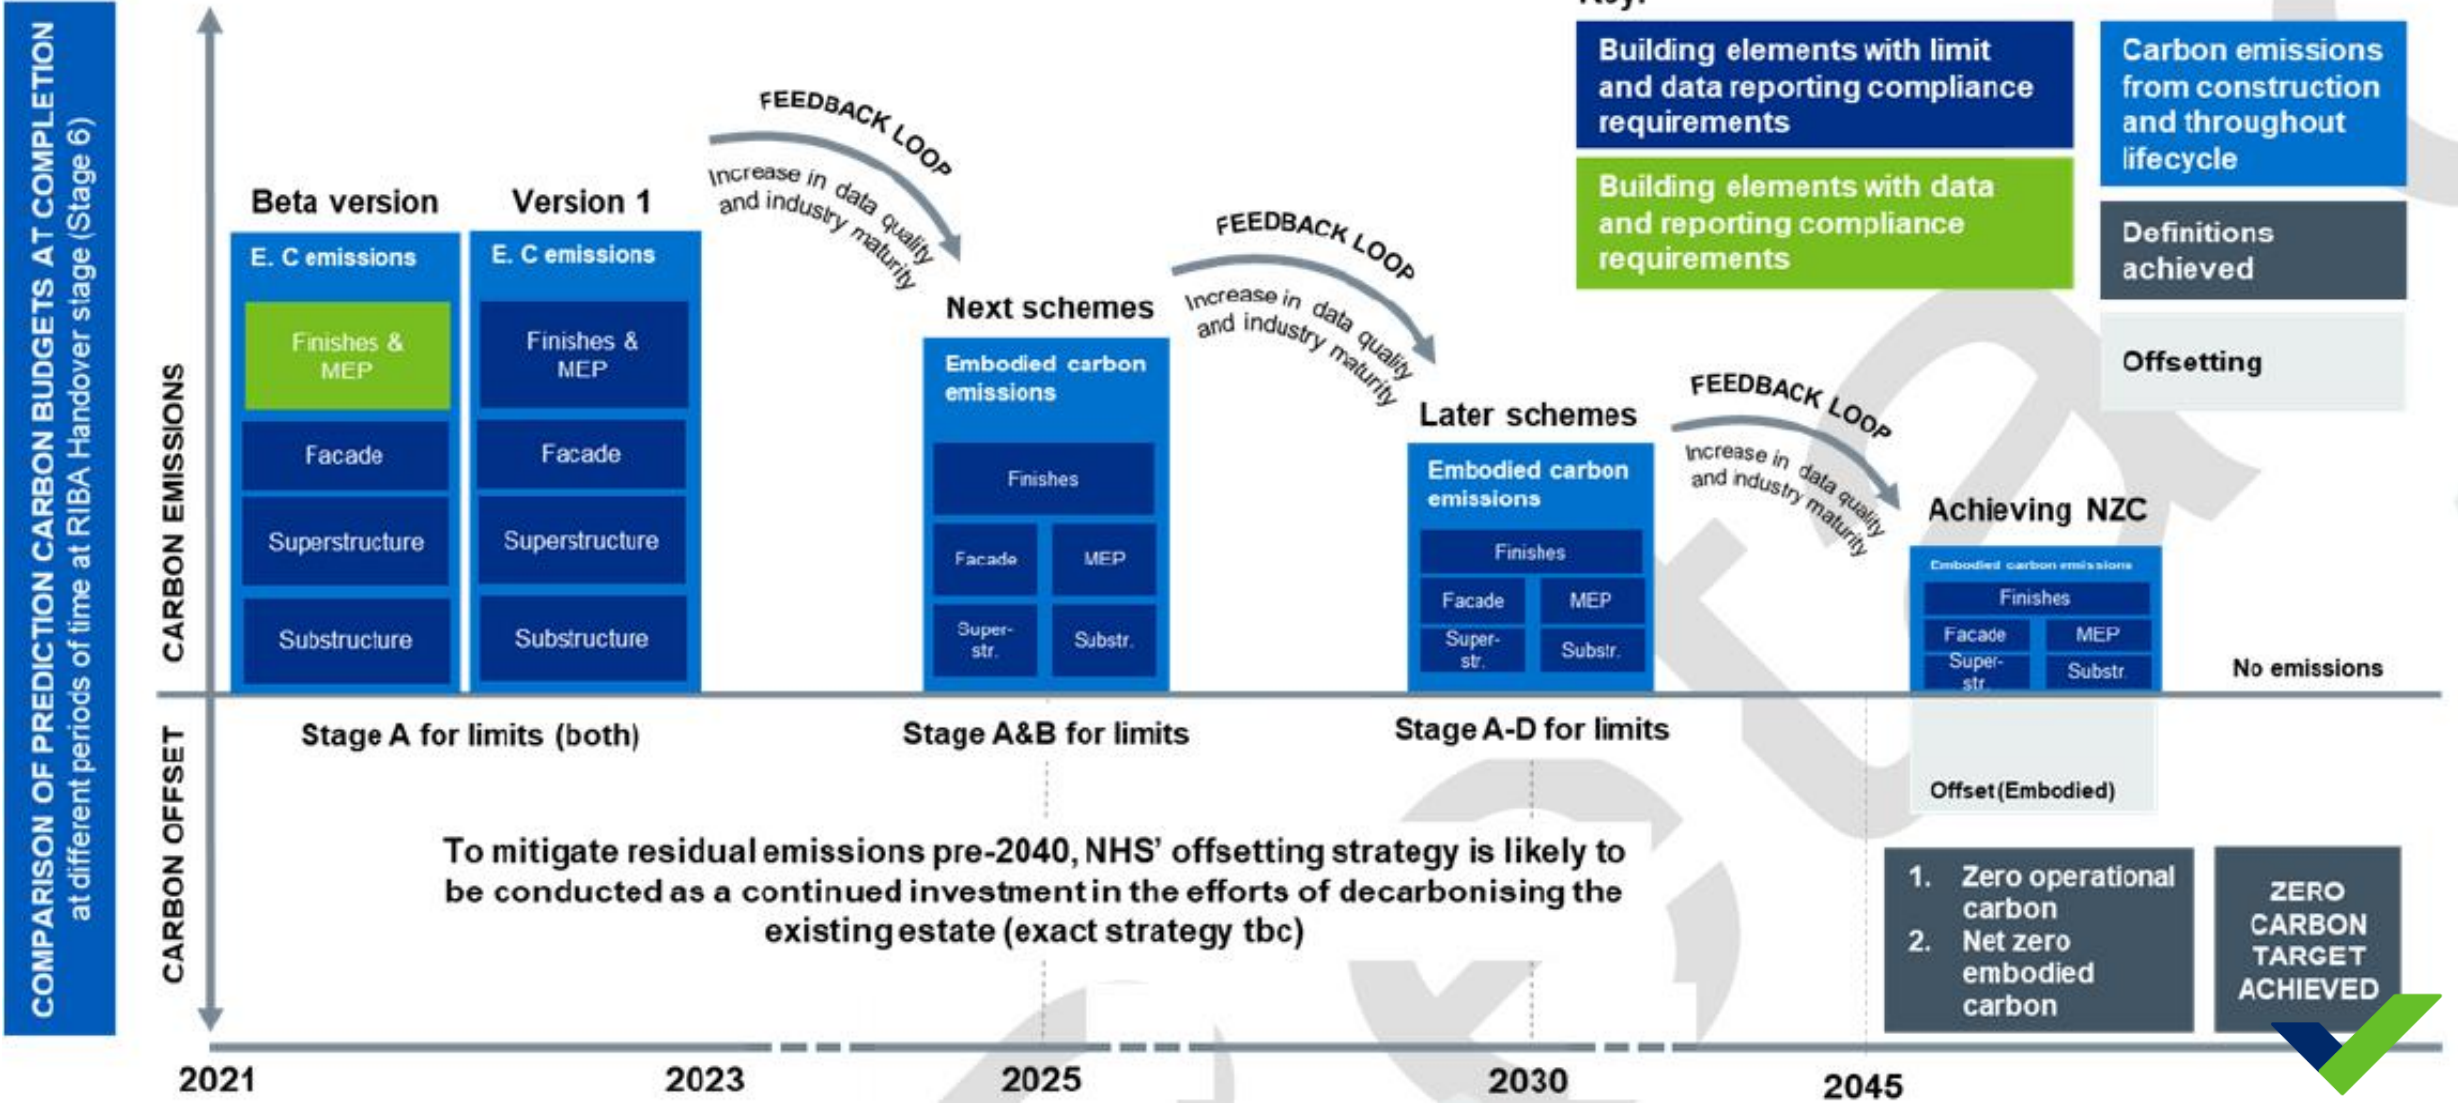 COMPARISON OF PREDICTION CARBON BUDGETS AT COMPLETION
at different periods of time at RIBA Handover stage (Stage 6)
CARBON EMISSIONS
CARBON OFFSET
Key:
Building elements with limit
and data reporting compliance
requirements
Building elements with data
and reporting compliance
requirements
Carbon emissions
from construction
and throughout
lifecycle
Definitions
achieved
Offsetting
Beta version
E. C emissions
Finishes &
MEP
Facade
Superstructure
Substructure
Version 1
E. C emissions
Finishes &
MEP
Facade
Superstructure
Substructure
Stage A for limits (both)
FEEDBACK LOOP
Increase in data quality
and industry maturity
Next schemes
Embodied carbon
emissions
Finishes
Facade
MEP
Super-
str.
Substr.
Stage A&B for limits
FEEDBACK LOOP
Increase in data quality
and industry maturity
Later schemes
Embodied carbon
emissions
Finishes
Facade
MEP
Super-
str.
Substr.
Stage A-D for limits
FEEDBACK LOOP
Increase in data quality
and industry maturity
Achieving NZC
Embodied carbon emissions
Finishes
Facade
MEP
Super-
str.
Substr
No emissions
Offset (Embodied)
To mitigate residual emissions pre-2040, NHS' offsetting strategy is likely to
be conducted as a continued investment in the efforts of decarbonising the
existing estate (exact strategy tbc)
1. Zero operational
carbon
2. Net zero
embodied
carbon
ZERO
CARBON
TARGET
ACHIEVED
2021
2023
2025
2030
2045